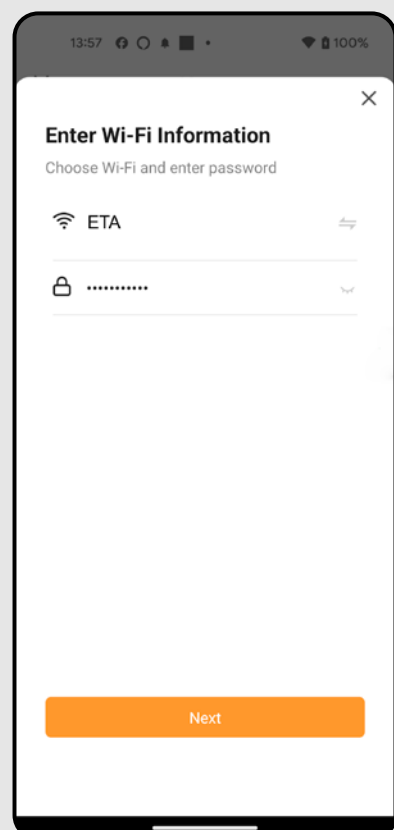 13:57 100%
Enter Wi-Fi Information
Choose Wi-Fi and enter password
ETA
•••••••••••
Next